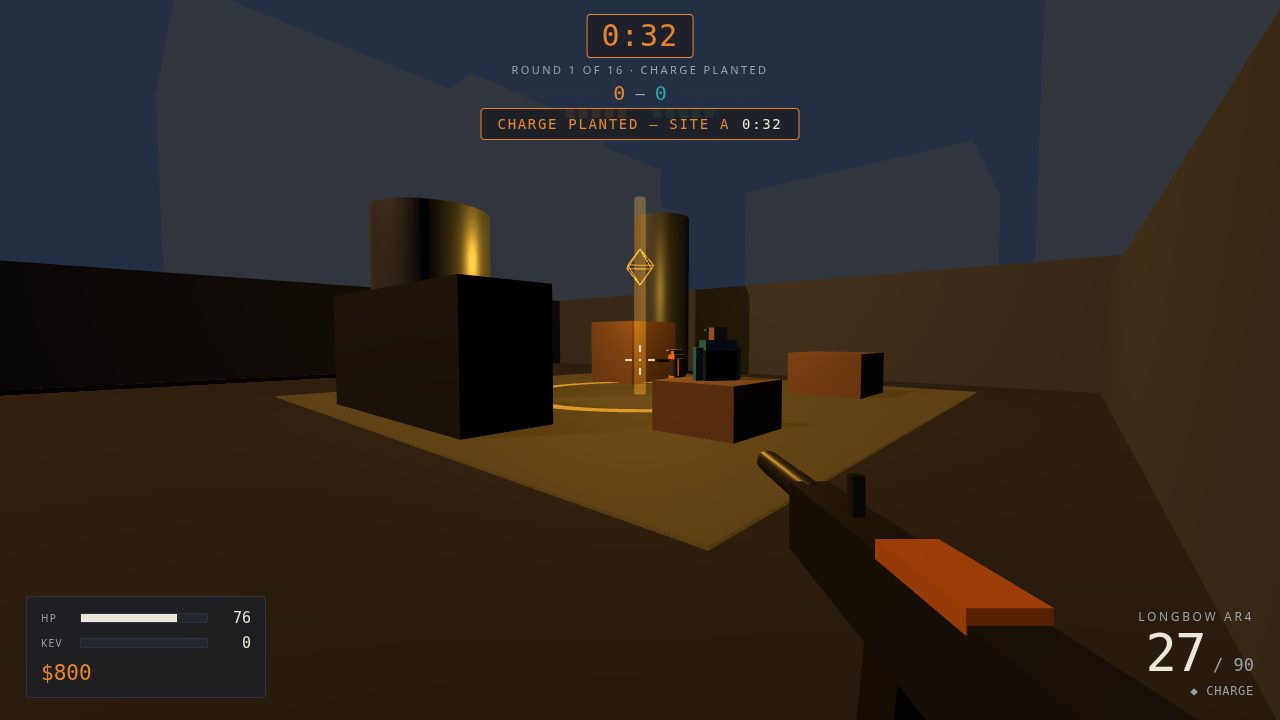 0:32
ROUND 1 OF 16 · CHARGE PLANTED
0 — 0
CHARGE PLANTED — SITE A 0:32
HP 76
KEV 0
$800
LONGBOW AR4
27 / 90
◆ CHARGE